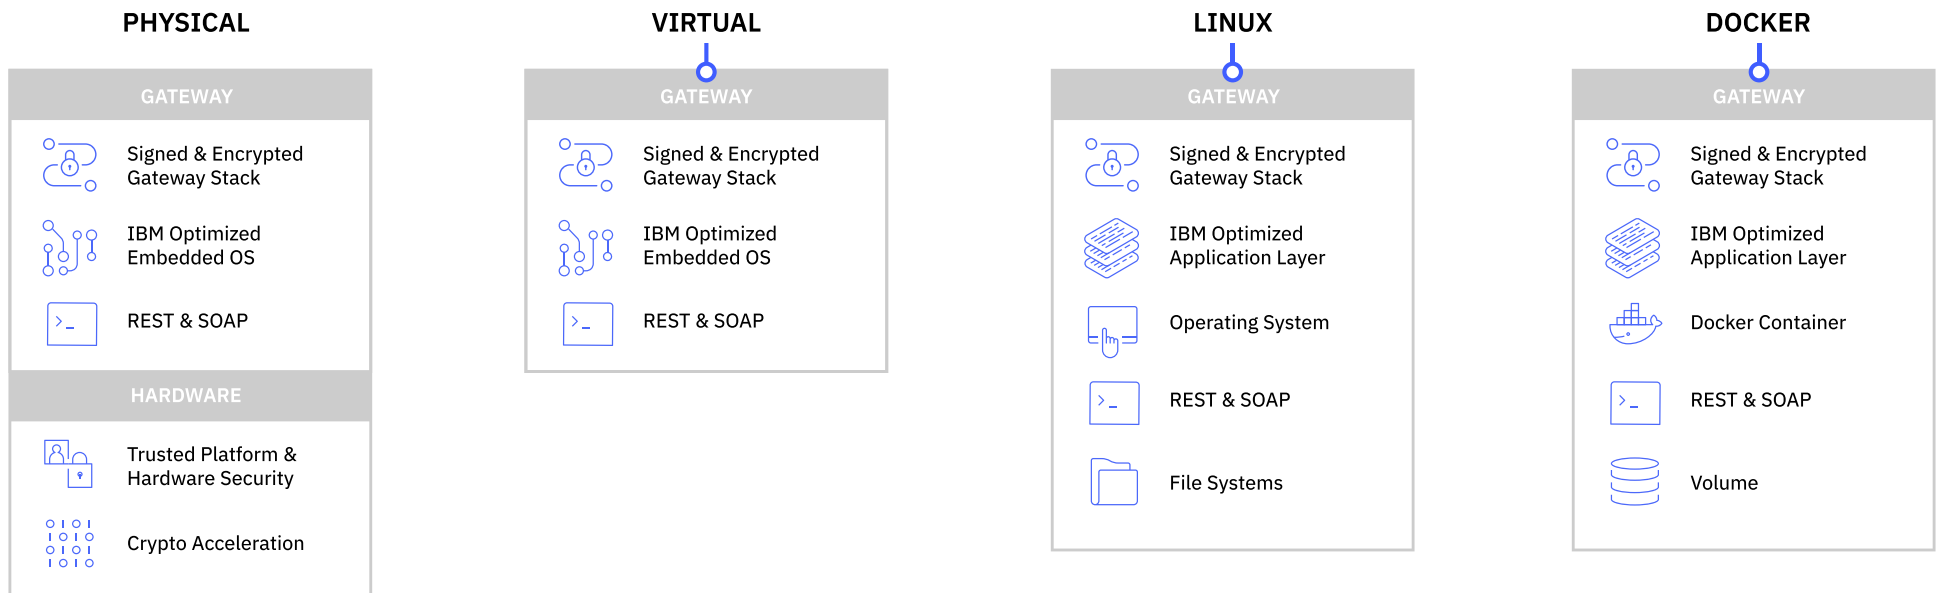 PHYSICAL
GATEWAY
Signed & Encrypted
Gateway Stack
IBM Optimized
Embedded OS
REST & SOAP
HARDWARE
Trusted Platform &
Hardware Security
Crypto Acceleration
VIRTUAL
GATEWAY
Signed & Encrypted
Gateway Stack
IBM Optimized
Embedded OS
REST & SOAP
LINUX
GATEWAY
Signed & Encrypted
Gateway Stack
IBM Optimized
Application Layer
Operating System
REST & SOAP
File Systems
DOCKER
GATEWAY
Signed & Encrypted
Gateway Stack
IBM Optimized
Application Layer
Docker Container
REST & SOAP
Volume